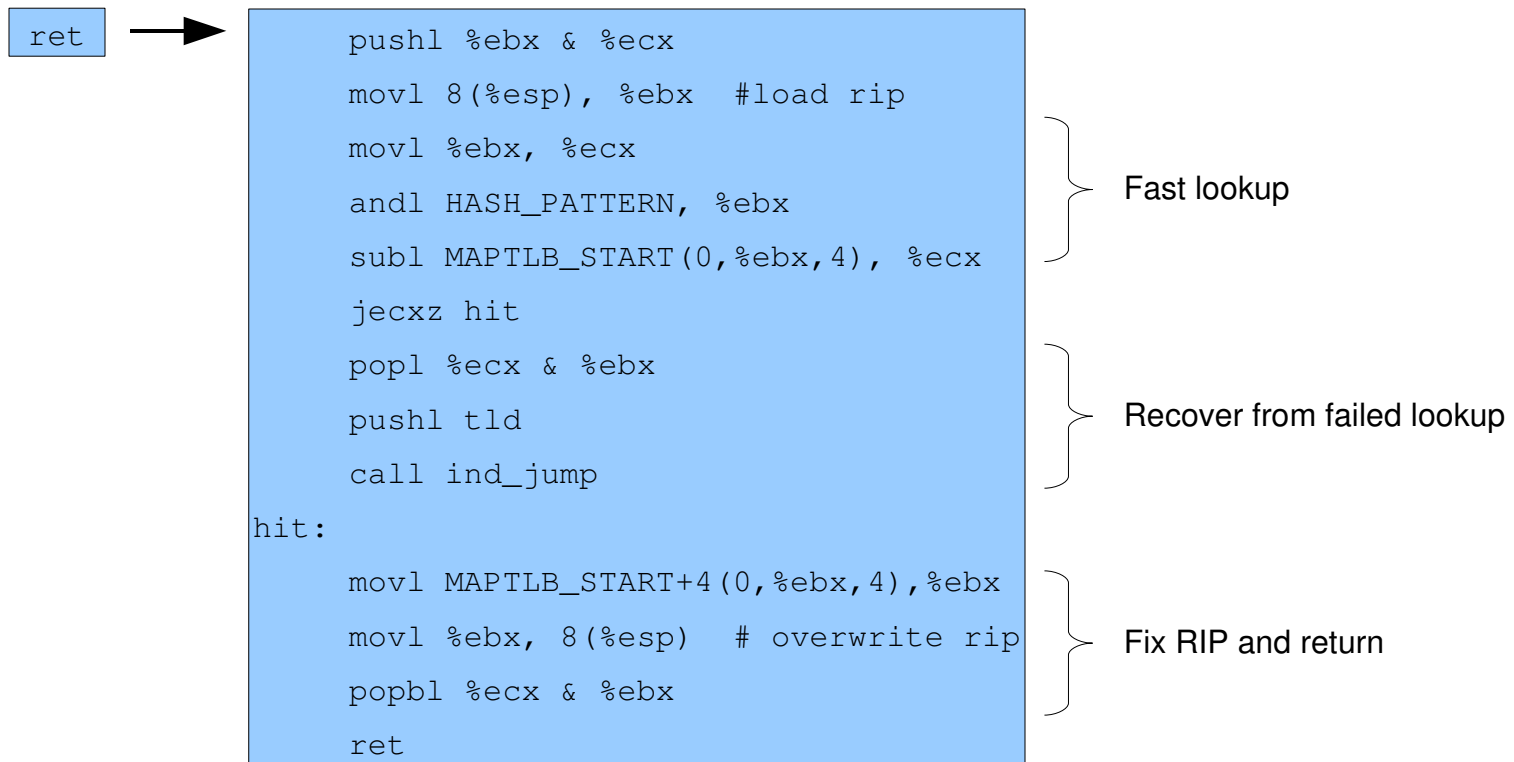 ret
pushl %ebx & %ecx
movl 8(%esp), %ebx  #load rip
movl %ebx, %ecx
andl HASH_PATTERN, %ebx
subl MAPTLB_START(0,%ebx,4), %ecx
jecxz hit
popl %ecx & %ebx
pushl tld
call ind_jump
hit:
movl MAPTLB_START+4(0,%ebx,4),%ebx
movl %ebx, 8(%esp)  # overwrite rip
popbl %ecx & %ebx
ret
Fast lookup
Recover from failed lookup
Fix RIP and return